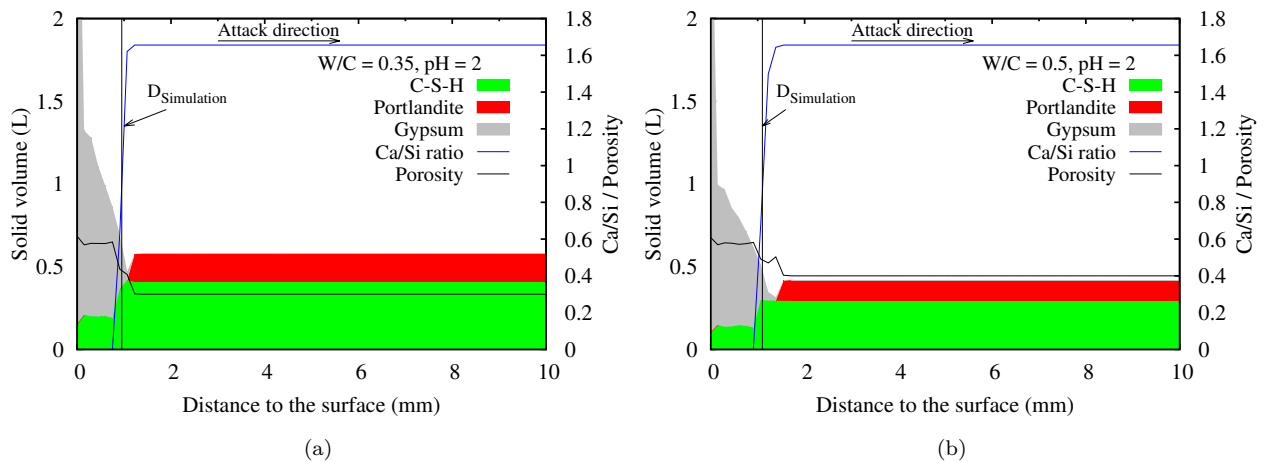 2
1.5
1
0.5
0
Solid volume (L)
0 2 4 6 8 10
Distance to the surface (mm)
1.8
1.6
1.4
1.2
1
0.8
0.6
0.4
0.2
0
Ca/Si / Porosity
Attack direction
W/C = 0.35, pH = 2
C-S-H
Portlandite
Gypsum
Ca/Si ratio
Porosity
D_Simulation
(a)
2
1.5
1
0.5
0
Solid volume (L)
0 2 4 6 8 10
Distance to the surface (mm)
1.8
1.6
1.4
1.2
1
0.8
0.6
0.4
0.2
0
Ca/Si / Porosity
Attack direction
W/C = 0.5, pH = 2
C-S-H
Portlandite
Gypsum
Ca/Si ratio
Porosity
D_Simulation
(b)